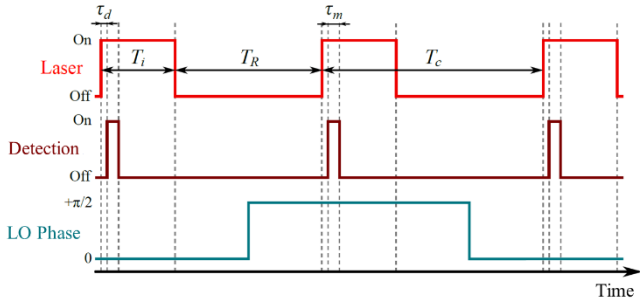 τd τm
On
Laser Ti TR Tc
Off
On
Detection
Off
+π/2
LO Phase
0
Time